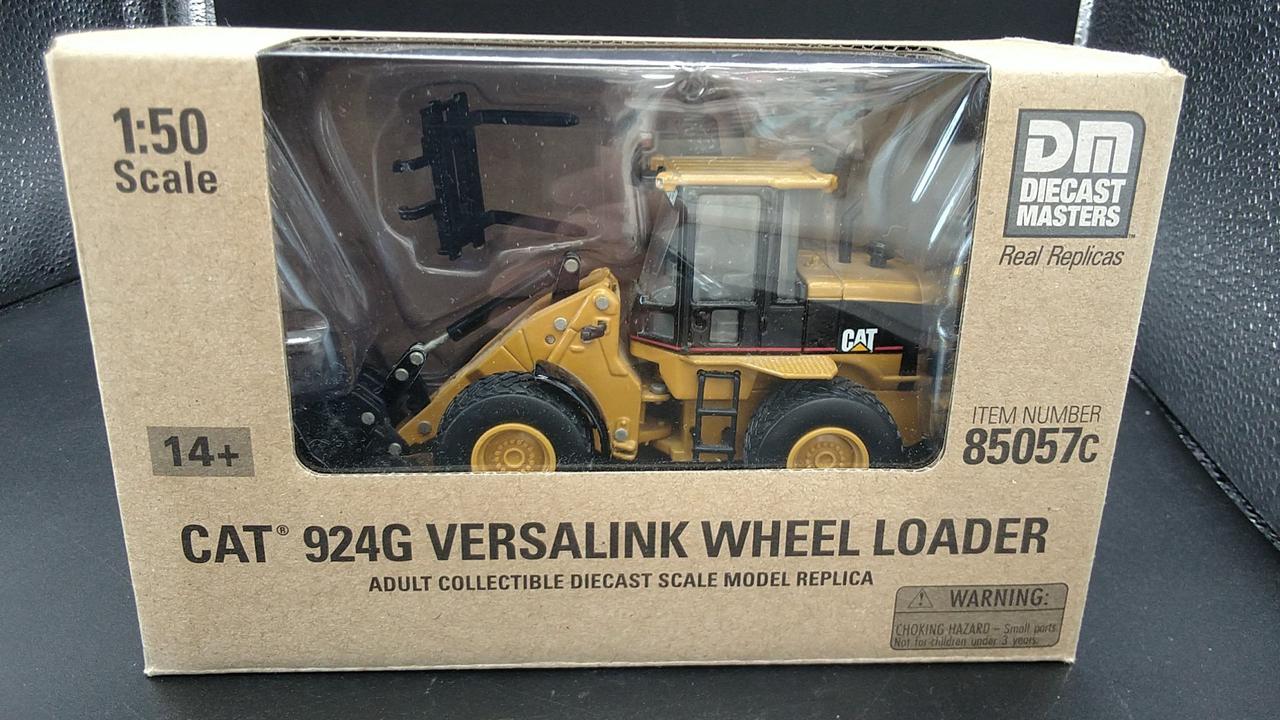 1:50
Scale
DM
DIECAST
MASTERS™
Real Replicas
CAT
ITEM NUMBER
85057C
14+
CAT® 924G VERSALINK WHEEL LOADER
ADULT COLLECTIBLE DIECAST SCALE MODEL REPLICA
WARNING:
CHOKING HAZARD – Small parts
Not for children under 3 years.